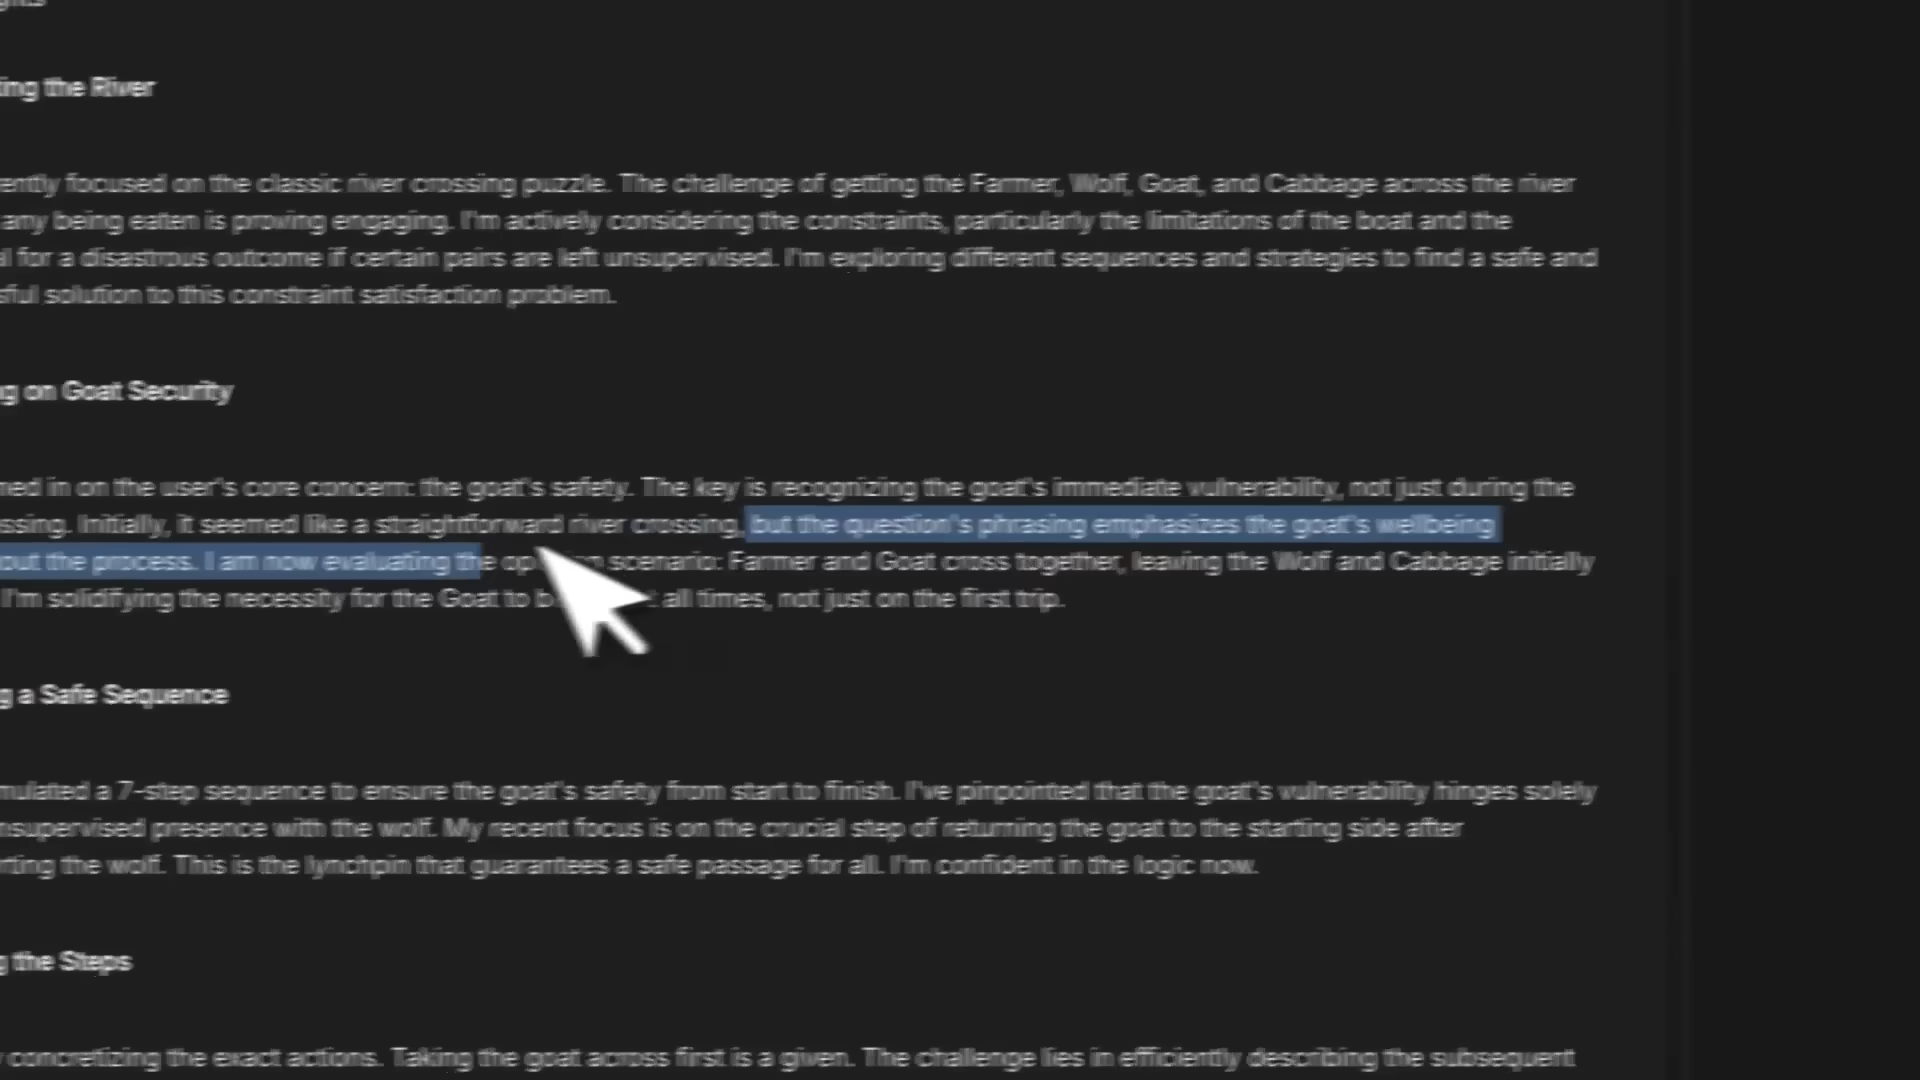 ting the River
ently focused on the classic river crossing puzzle. The challenge of getting the Farmer, Wolf, Goat, and Cabbage across the river
any being eaten is proving engaging. I'm actively considering the constraints, particularly the limitations of the boat and the
l for a disastrous outcome if certain pairs are left unsupervised. I'm exploring different sequences and strategies to find a safe and
sful solution to this constraint satisfaction problem.
g on Goat Security
ned in on the user's core concern: the goat's safety. The key is recognizing the goat's immediate vulnerability, not just during the
ssing. Initially, it seemed like a straightforward river crossing, but the question's phrasing emphasizes the goat's wellbeing
out the process. I am now evaluating the op n scenario: Farmer and Goat cross together, leaving the Wolf and Cabbage initially
I'm solidifying the necessity for the Goat to b t all times, not just on the first trip.
g a Safe Sequence
mulated a 7-step sequence to ensure the goat's safety from start to finish. I've pinpointed that the goat's vulnerability hinges solely
nsupervised presence with the wolf. My recent focus is on the crucial step of returning the goat to the starting side after
rting the wolf. This is the lynchpin that guarantees a safe passage for all. I'm confident in the logic now.
g the Steps
y concretizing the exact actions. Taking the goat across first is a given. The challenge lies in efficiently describing the subsequent